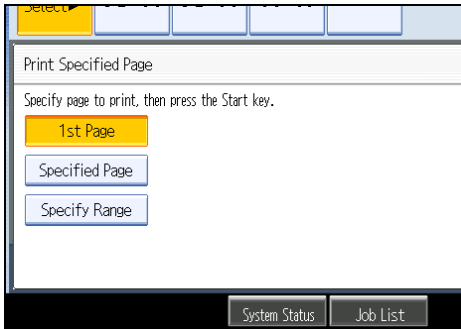 Select►
Print Specified Page
Specify page to print, then press the Start key.
1st Page
Specified Page
Specify Range
System Status
Job List